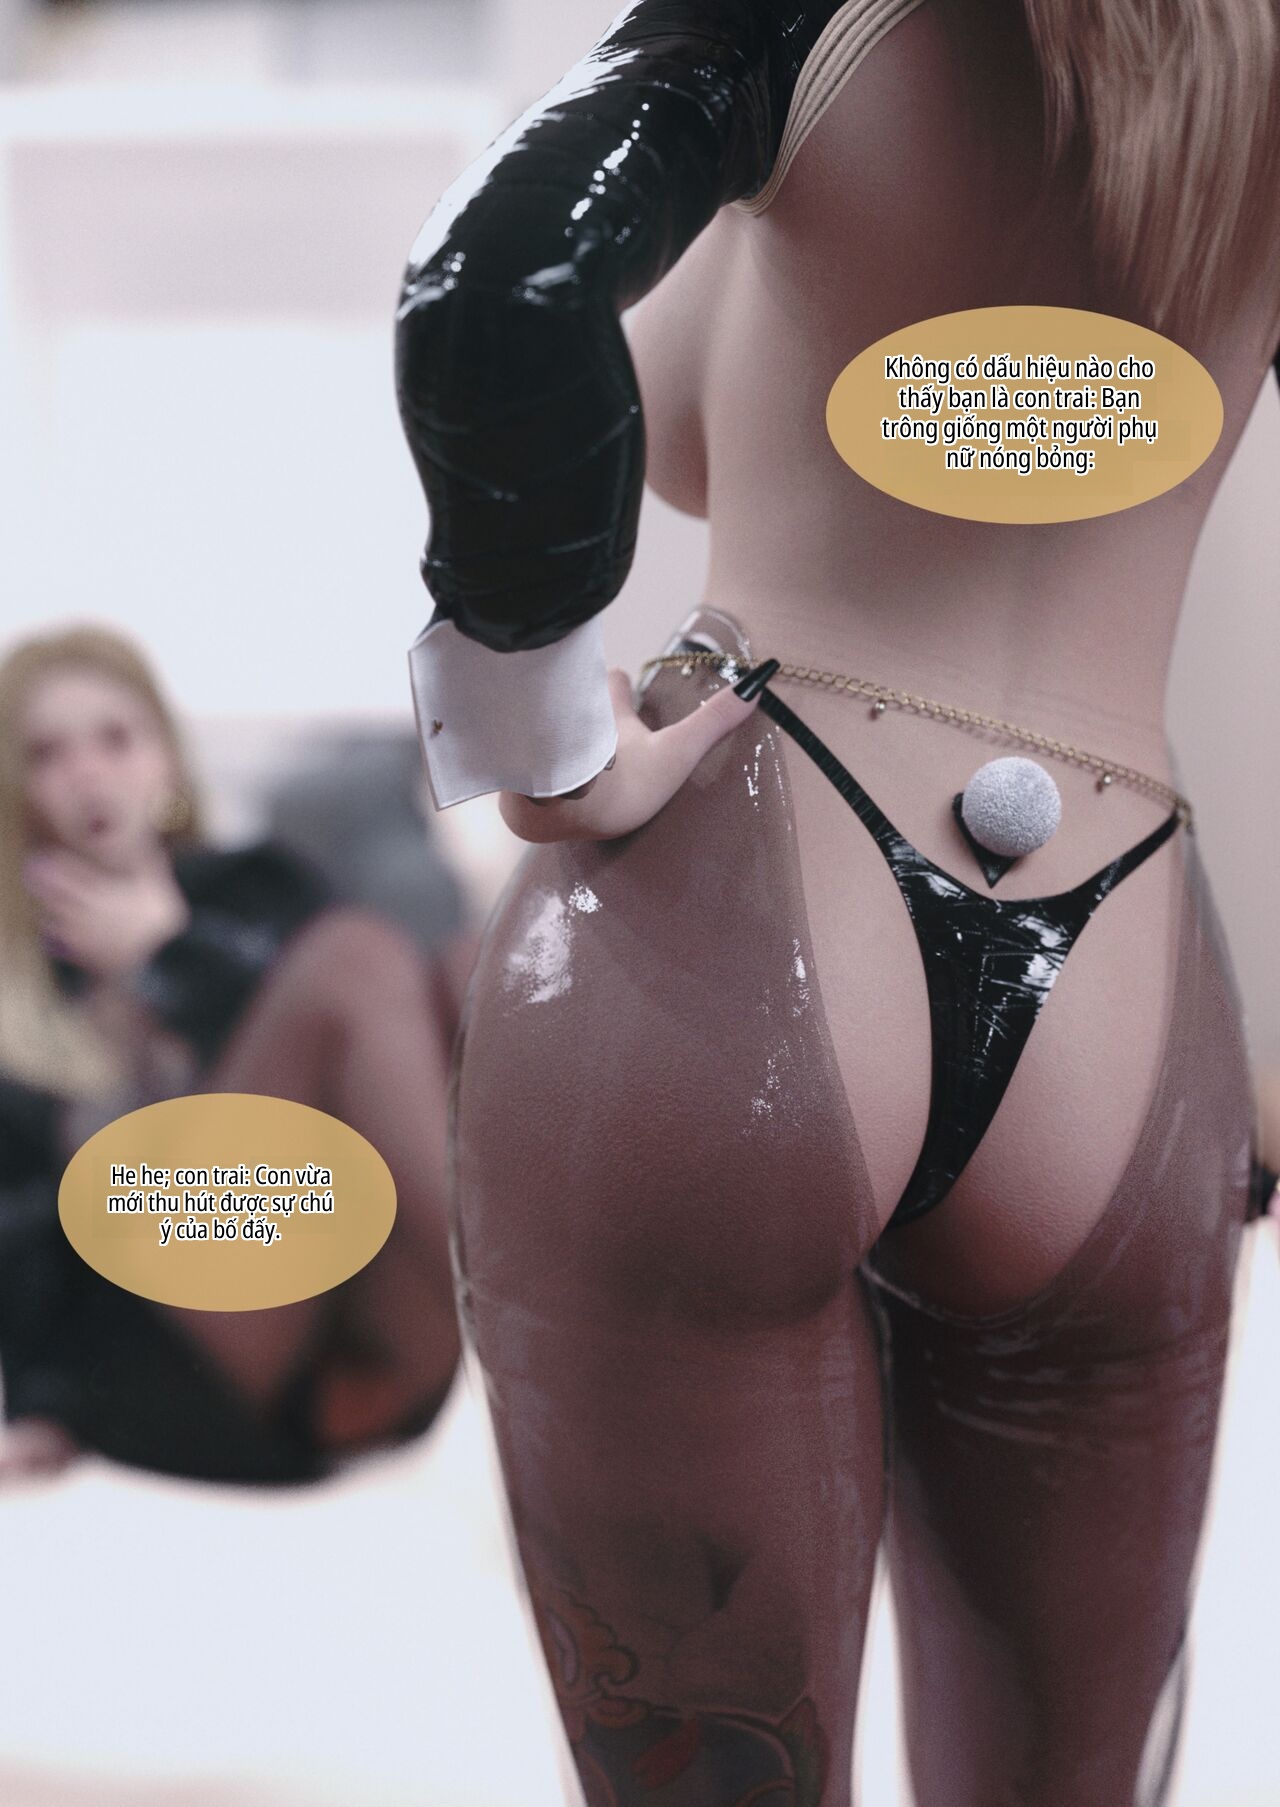 Không có dấu hiệu nào cho
thấy bạn là con trai: Bạn
trông giống một người phụ
nữ nóng bỏng:
He he; con trai: Con vừa
mới thu hút được sự chú
ý của bố đấy.